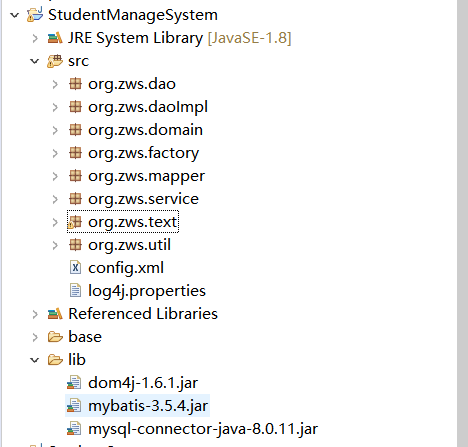 StudentManageSystem
JRE System Library [JavaSE-1.8]
src
org.zws.dao
org.zws.daoImpl
org.zws.domain
org.zws.factory
org.zws.mapper
org.zws.service
org.zws.text
org.zws.util
config.xml
log4j.properties
Referenced Libraries
base
lib
dom4j-1.6.1.jar
mybatis-3.5.4.jar
mysql-connector-java-8.0.11.jar